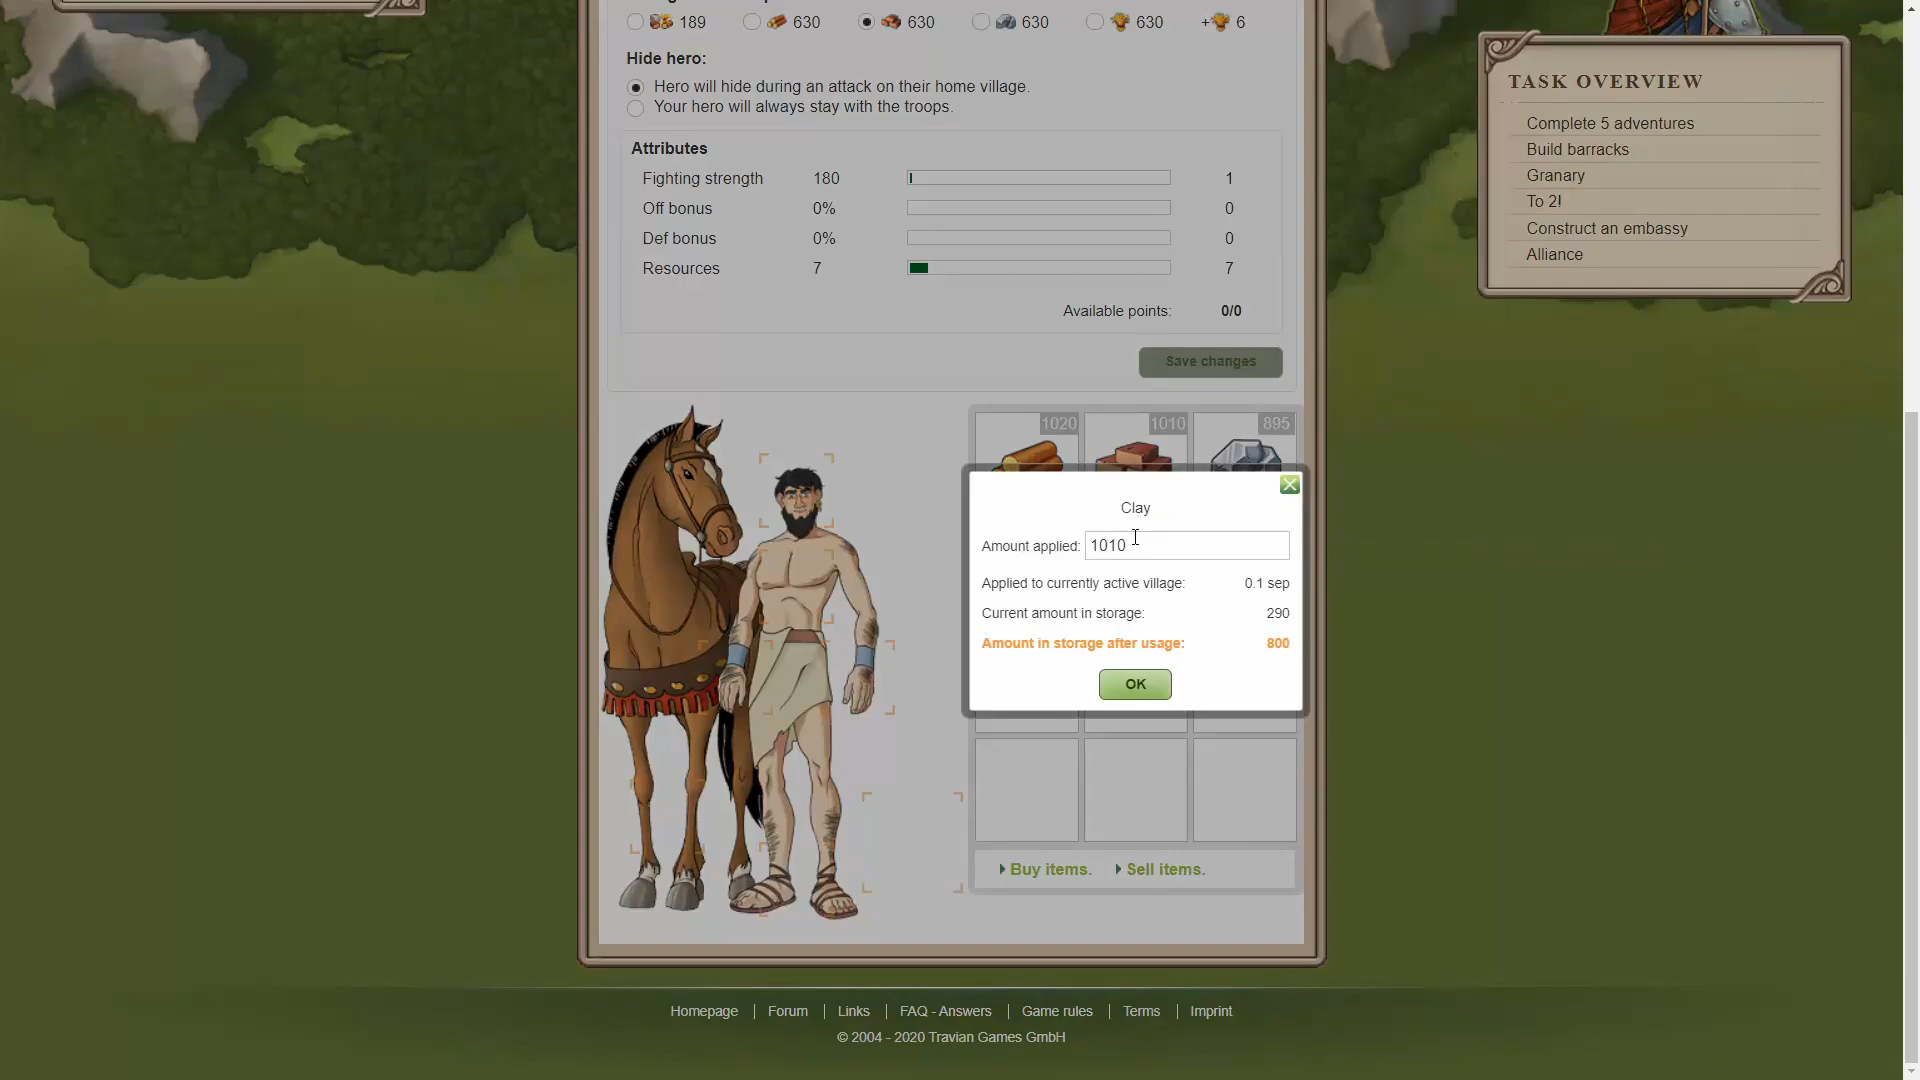 189 630 630 630 630 + 6
Hide hero:
Hero will hide during an attack on their home village.
Your hero will always stay with the troops.
Attributes
Fighting strength 180 1
Off bonus 0% 0
Def bonus 0% 0
Resources 7 7
Available points: 0/0
Save changes
1020 1010 895
Clay
Amount applied: 1010
Applied to currently active village: 0.1 sep
Current amount in storage: 290
Amount in storage after usage: 800
OK
Buy items. Sell items.
TASK OVERVIEW
Complete 5 adventures
Build barracks
Granary
To 2!
Construct an embassy
Alliance
Homepage | Forum | Links | FAQ - Answers | Game rules | Terms | Imprint
© 2004 - 2020 Travian Games GmbH